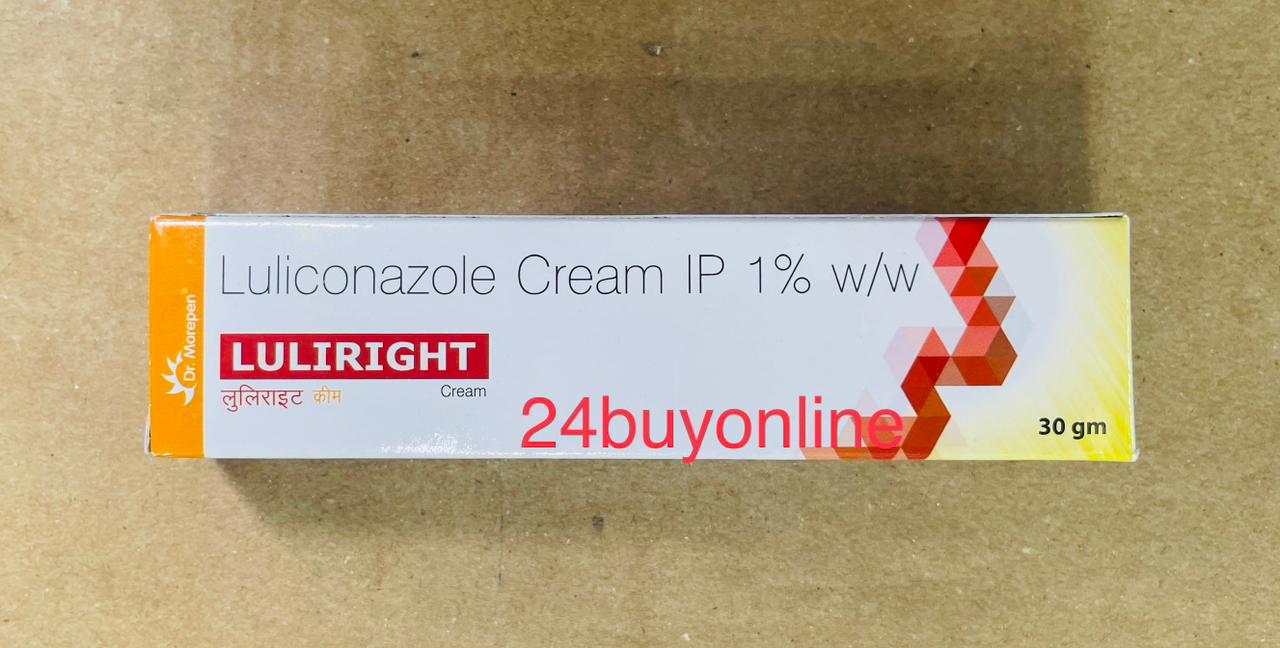 Dr. Morepen®
Luliconazole Cream IP 1% w/w
LULIRIGHT
लुलिराइट क्रीम
Cream
24buyonline
30 gm